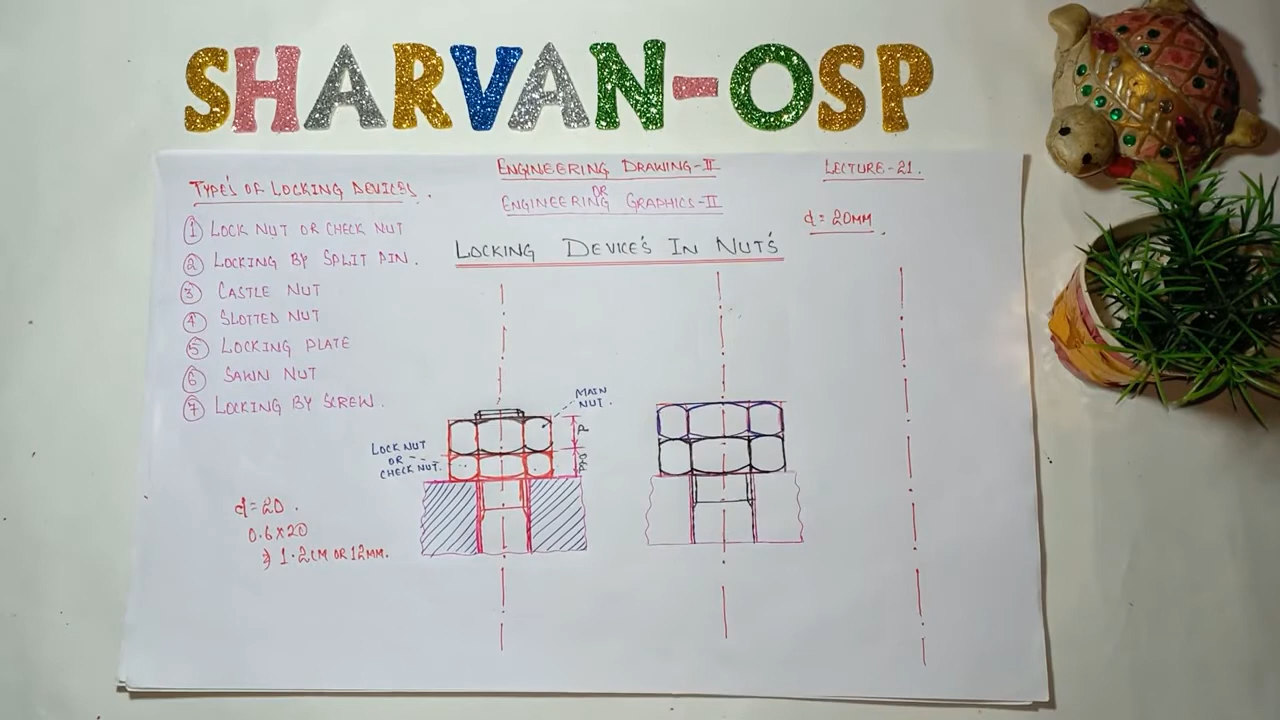 SHARVAN-OSP
ENGINEERING DRAWING-II
OR
ENGINEERING GRAPHICS-II
LECTURE-21.
d = 20MM.
LOCKING DEVICE'S IN NUT'S
TYPE'S OF LOCKING DEVICES.
1 LOCK NUT OR CHECK NUT
2 LOCKING BY SPLIT PIN.
3 CASTLE NUT
4 SLOTTED NUT
5 LOCKING PLATE
6 SAWN NUT
7 LOCKING BY SCREW.
MAIN
NUT.
LOCK NUT
OR
CHECK NUT.
d
d = 20.
0.6 x 20
1.2CM OR 12MM.